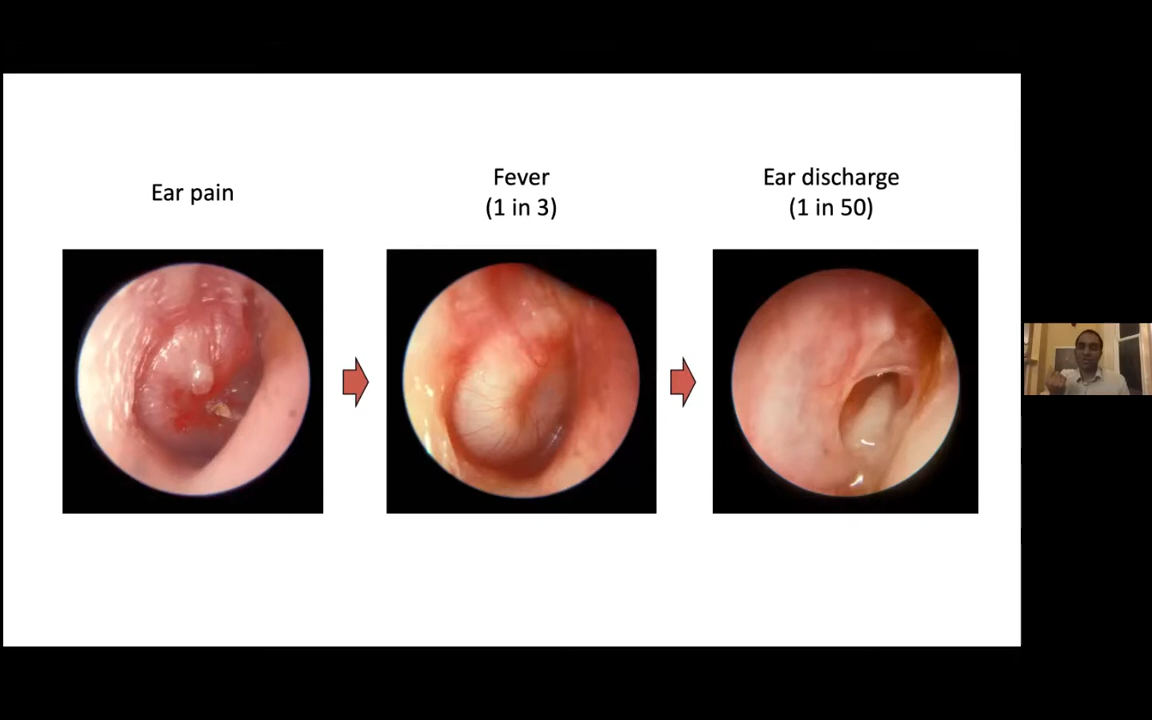 Ear pain
Fever
(1 in 3)
Ear discharge
(1 in 50)